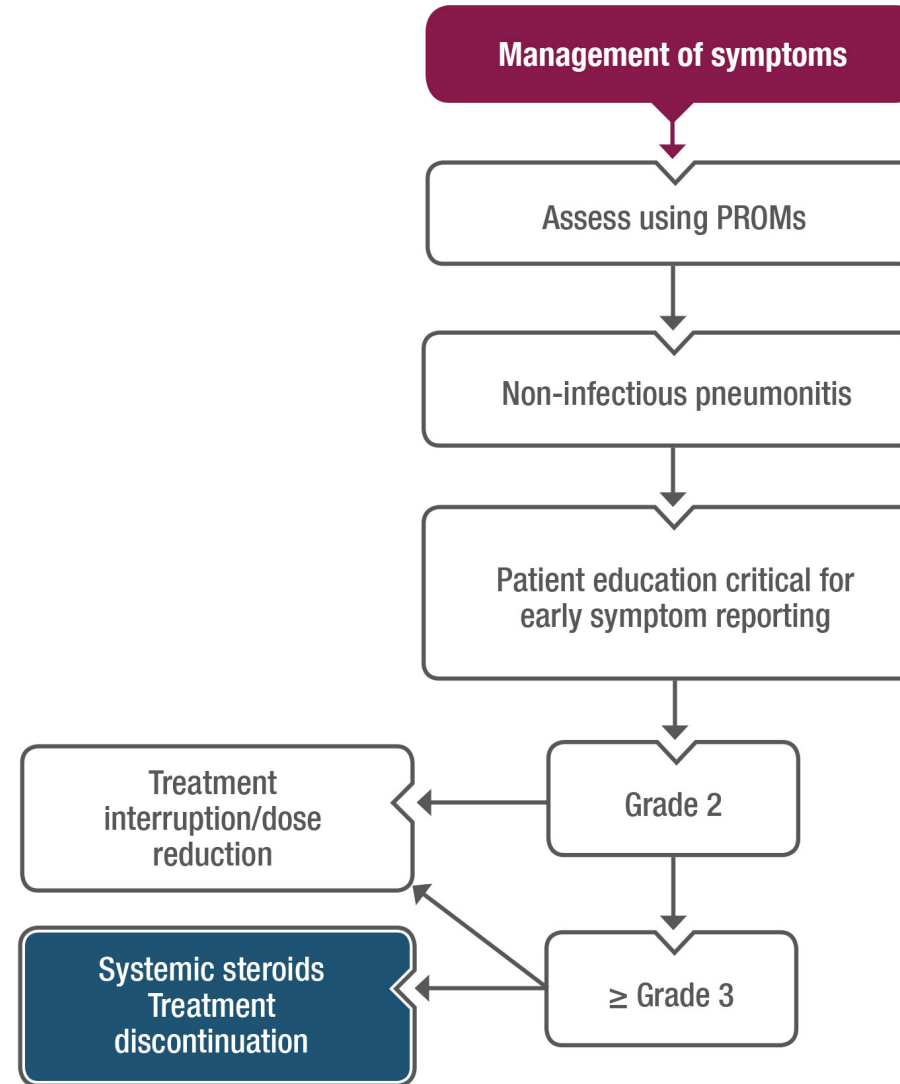 Management of symptoms
Assess using PROMs
Non-infectious pneumonitis
Patient education critical for
early symptom reporting
Treatment
interruption/dose
reduction
Grade 2
Systemic steroids
Treatment
discontinuation
≥ Grade 3